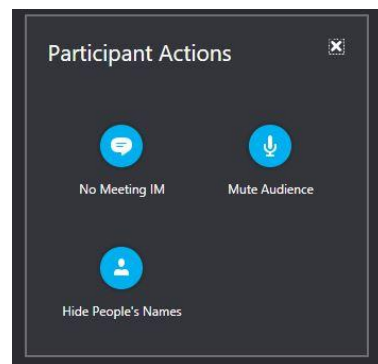 Participant Actions
No Meeting IM
Mute Audience
Hide People's Names